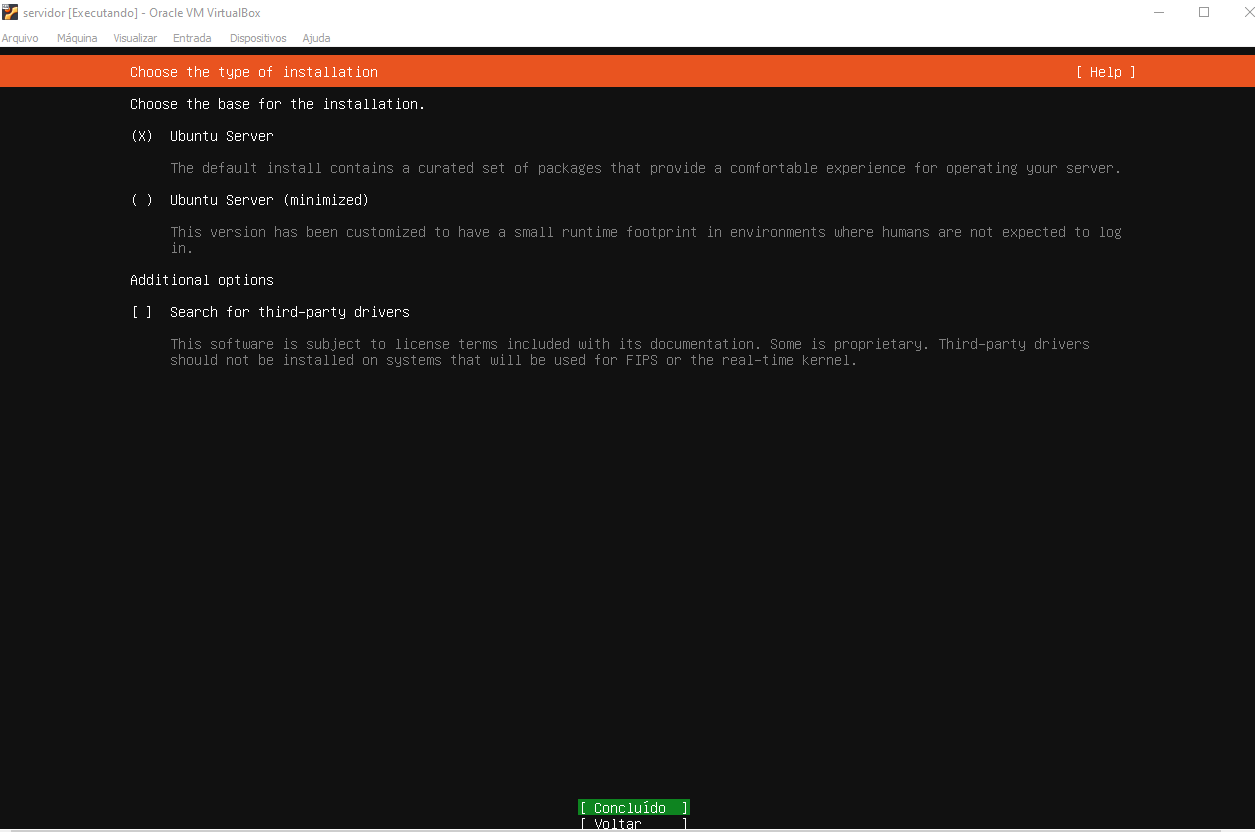 servidor [Executando] - Oracle VM VirtualBox
Arquivo Máquina Visualizar Entrada Dispositivos Ajuda
Choose the type of installation [ Help ]
Choose the base for the installation.
(X) Ubuntu Server
The default install contains a curated set of packages that provide a comfortable experience for operating your server.
( ) Ubuntu Server (minimized)
This version has been customized to have a small runtime footprint in environments where humans are not expected to log
in.
Additional options
[ ] Search for third-party drivers
This software is subject to license terms included with its documentation. Some is proprietary. Third-party drivers
should not be installed on systems that will be used for FIPS or the real-time kernel.
[ Concluído ]
[ Voltar ]